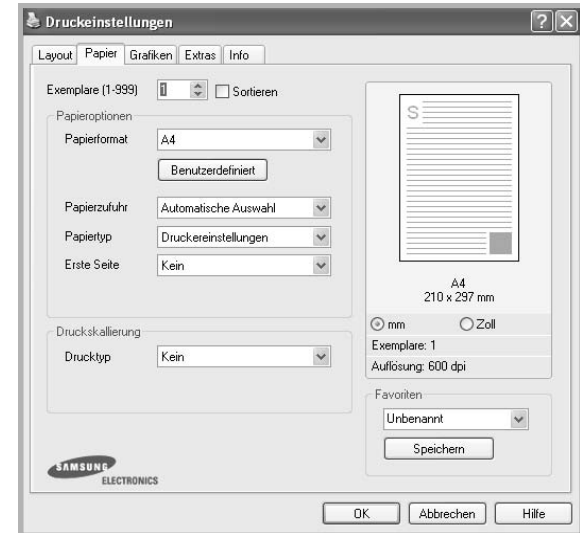 Druckeinstellungen
Layout Papier Grafiken Extras Info
Exemplare (1-999) 1 Sortieren
Papieroptionen
Papierformat A4
Benutzerdefiniert
Papierzufuhr Automatische Auswahl
Papiertyp Druckereinstellungen
Erste Seite Kein
Druckskallierung
Drucktyp Kein
SAMSUNG
ELECTRONICS
S
A4
210 x 297 mm
mm Zoll
Exemplare: 1
Auflösung: 600 dpi
Favoriten
Unbenannt
Speichern
OK Abbrechen Hilfe